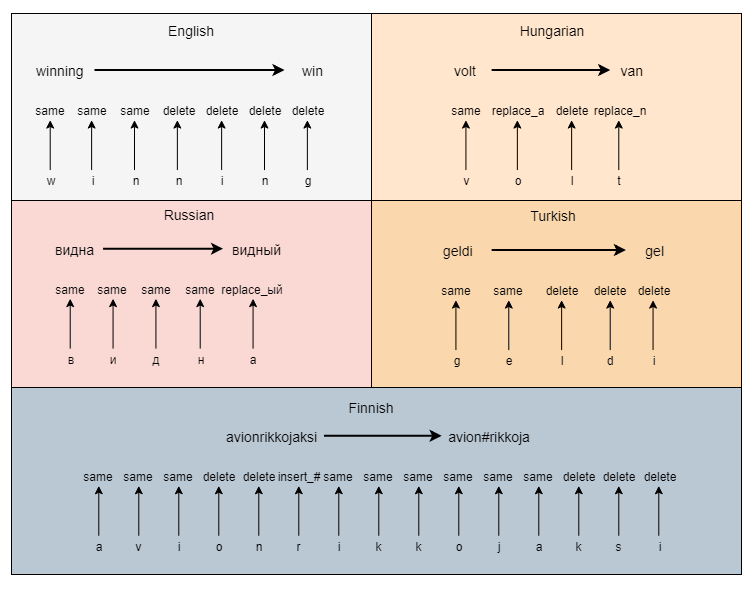 English
winning win
same same same delete delete delete delete
w i n n i n g
Hungarian
volt van
same replace_a delete replace_n
v o l t
Russian
видна видный
same same same same replace_ый
в и д н а
Turkish
geldi gel
same same delete delete delete
g e l d i
Finnish
avionrikkojaksi avion#rikkoja
same same same delete delete insert_# same same same same same same delete delete delete
a v i o n r i k k o j a k s i